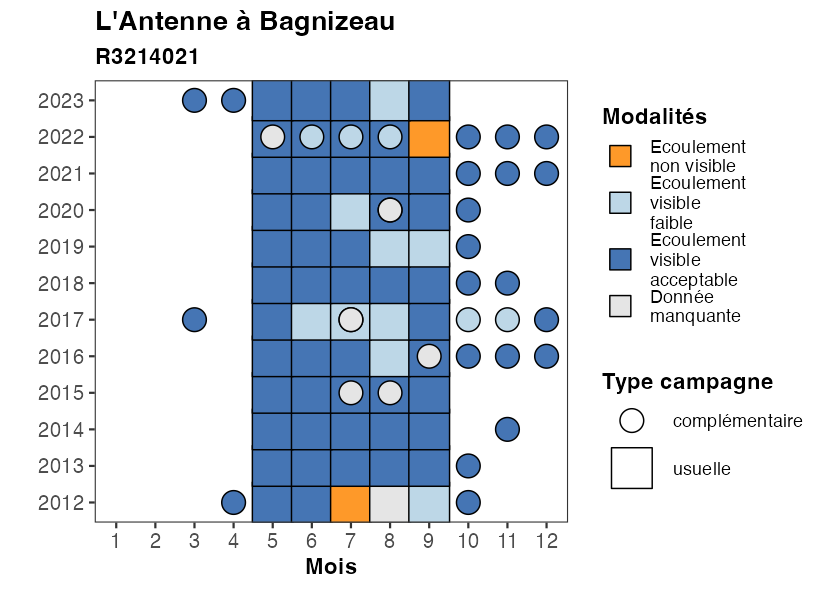 L'Antenne à Bagnizeau
R3214021
2023
2022
2021
2020
2019
2018
2017
2016
2015
2014
2013
2012
1 2 3 4 5 6 7 8 9 10 11 12
Mois
Modalités
Ecoulement
non visible
Ecoulement
visible
faible
Ecoulement
visible
acceptable
Donnée
manquante
Type campagne
complémentaire
usuelle